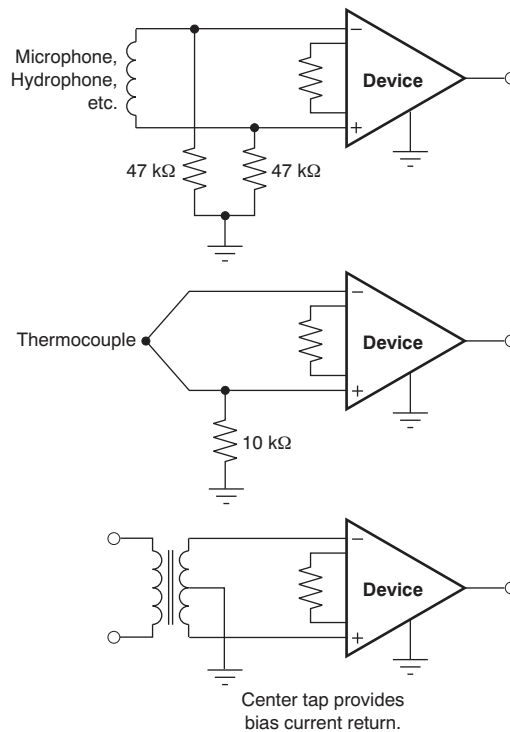 Microphone,
Hydrophone,
etc.
−
Device
+
47 kΩ
47 kΩ
−
Thermocouple
Device
+
10 kΩ
−
Device
+
Center tap provides
bias current return.